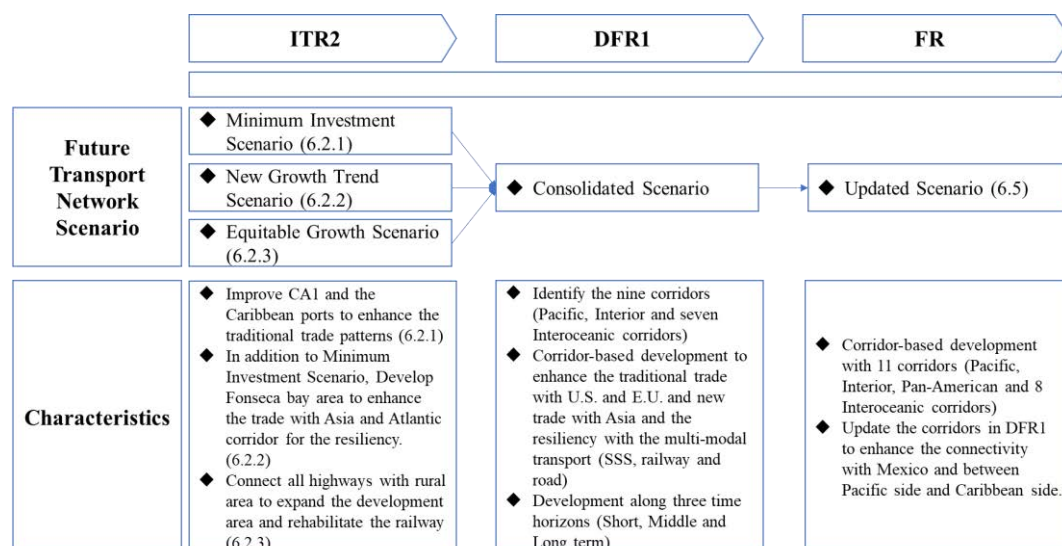 ITR2
DFR1
FR
Future
Transport
Network
Scenario
◆ Minimum Investment
Scenario (6.2.1)
◆ New Growth Trend
Scenario (6.2.2)
◆ Equitable Growth Scenario
(6.2.3)
◆ Consolidated Scenario
◆ Updated Scenario (6.5)
Characteristics
◆ Improve CA1 and the
Caribbean ports to enhance the
traditional trade patterns (6.2.1)
◆ In addition to Minimum
Investment Scenario, Develop
Fonseca bay area to enhance
the trade with Asia and Atlantic
corridor for the resiliency.
(6.2.2)
◆ Connect all highways with rural
area to expand the development
area and rehabilitate the railway
(6.2.3)
◆ Identify the nine corridors
(Pacific, Interior and seven
Interoceanic corridors)
◆ Corridor-based development to
enhance the traditional trade
with U.S. and E.U. and new
trade with Asia and the
resiliency with the multi-modal
transport (SSS, railway and
road)
◆ Development along three time
horizons (Short, Middle and
Long term)
◆ Corridor-based development
with 11 corridors (Pacific,
Interior, Pan-American and 8
Interoceanic corridors)
◆ Update the corridors in DFR1
to enhance the connectivity
with Mexico and between
Pacific side and Caribbean side.